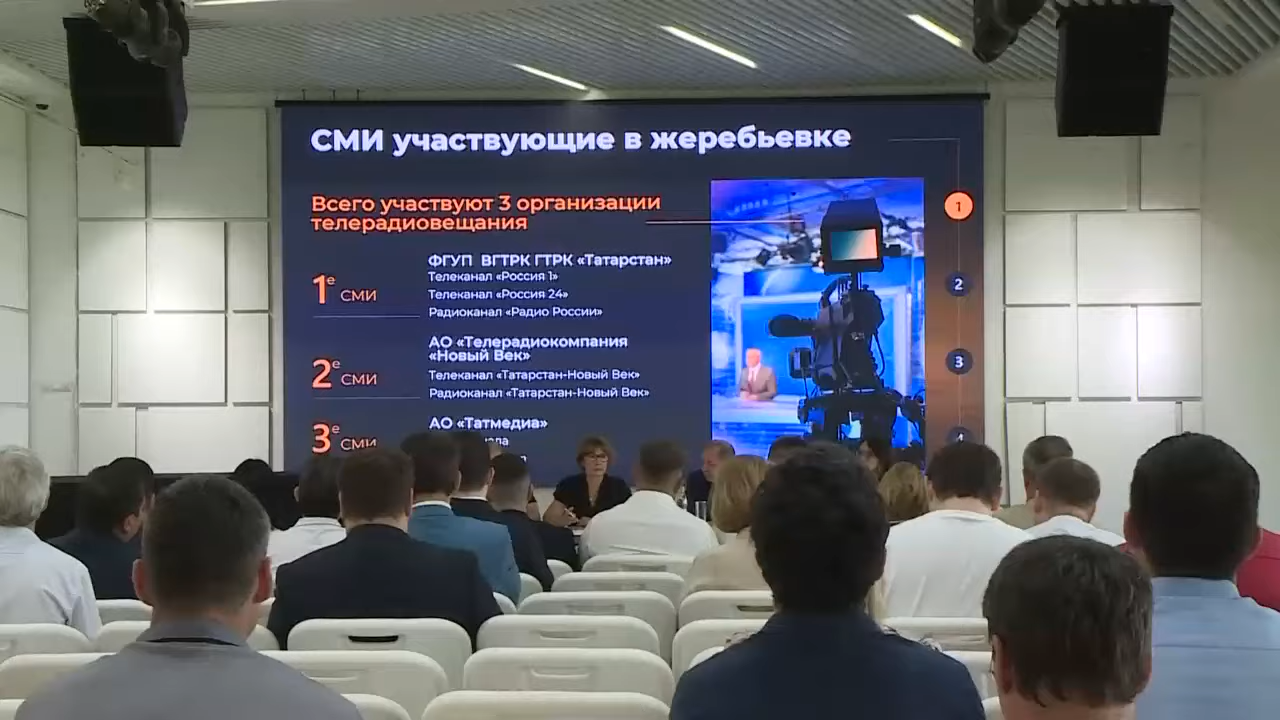 СМИ участвующие в жеребьевке
Всего участвуют 3 организации
телерадиовещания
1е СМИ
ФГУП ВГТРК ГТРК «Татарстан»
Телеканал «Россия 1»
Телеканал «Россия 24»
Радиоканал «Радио России»
2е СМИ
АО «Телерадиокомпания
«Новый Век»
Телеканал «Татарстан-Новый Век»
Радиоканал «Татарстан-Новый Век»
3е СМИ
АО «Татмедиа»
1
2
3
4